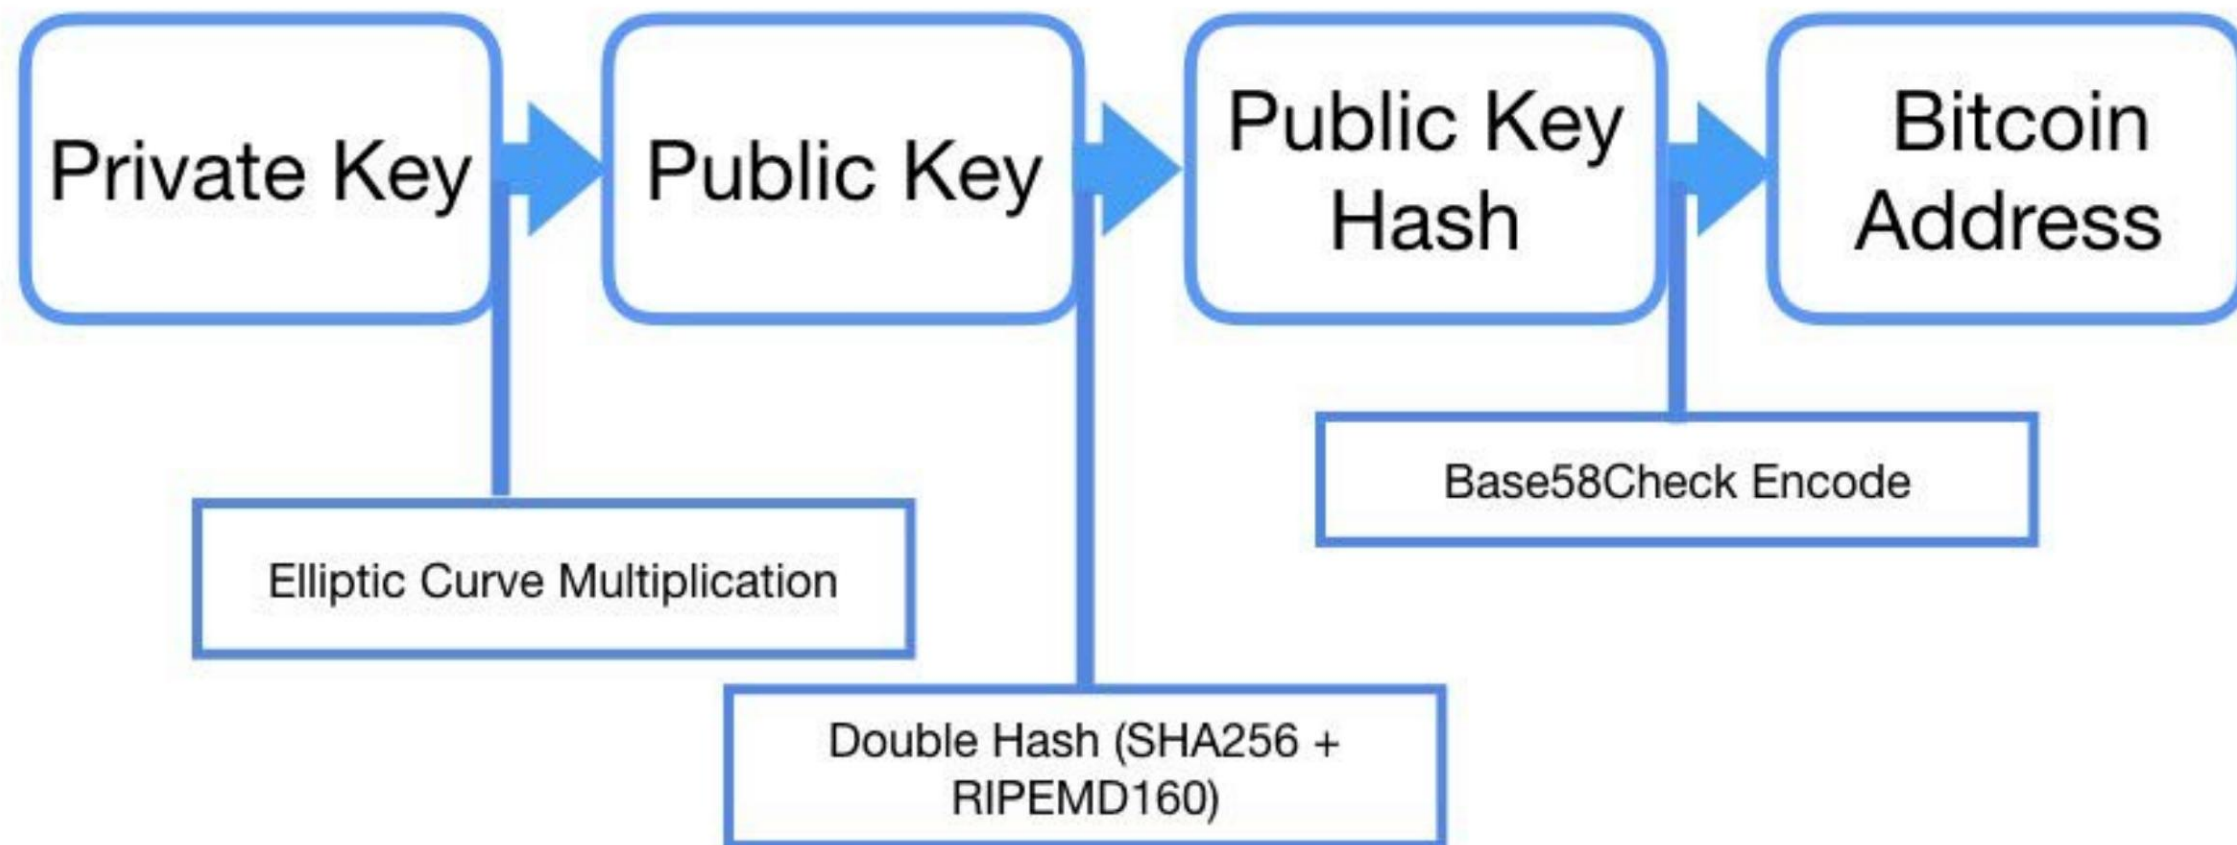 Private Key
Public Key
Public Key
Hash
Bitcoin
Address
Base58Check Encode
Elliptic Curve Multiplication
Double Hash (SHA256 +
RIPEMD160)